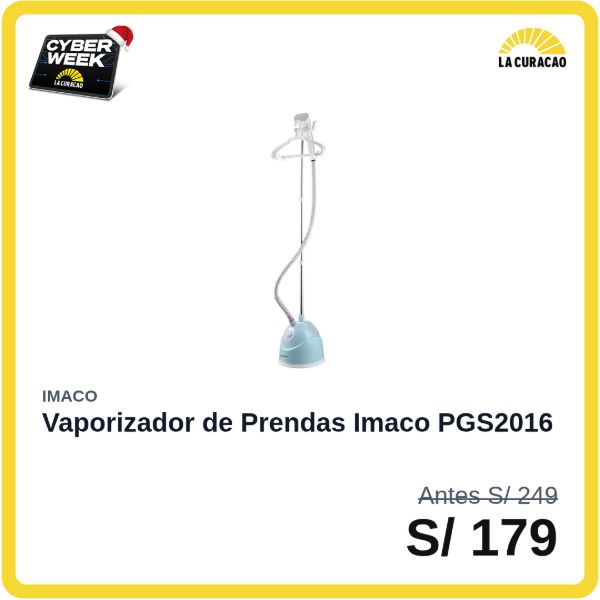 CYBER
WEEK
LA CURACAO
LA CURACAO
IMACO
Vaporizador de Prendas Imaco PGS2016
Antes S/ 249
S/ 179